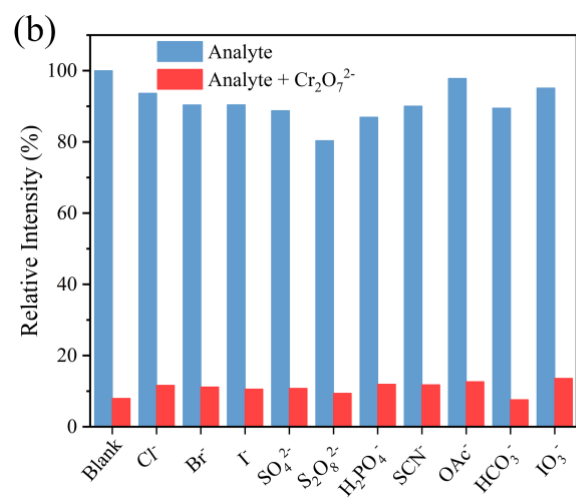 (b)
Analyte
Analyte + Cr₂O₇²⁻
Relative Intensity (%)
100
80
60
40
20
0
Blank
Cl⁻
Br⁻
I⁻
SO₄²⁻
S₂O₈²⁻
H₂PO₄⁻
SCN⁻
OAc⁻
HCO₃⁻
IO₃⁻